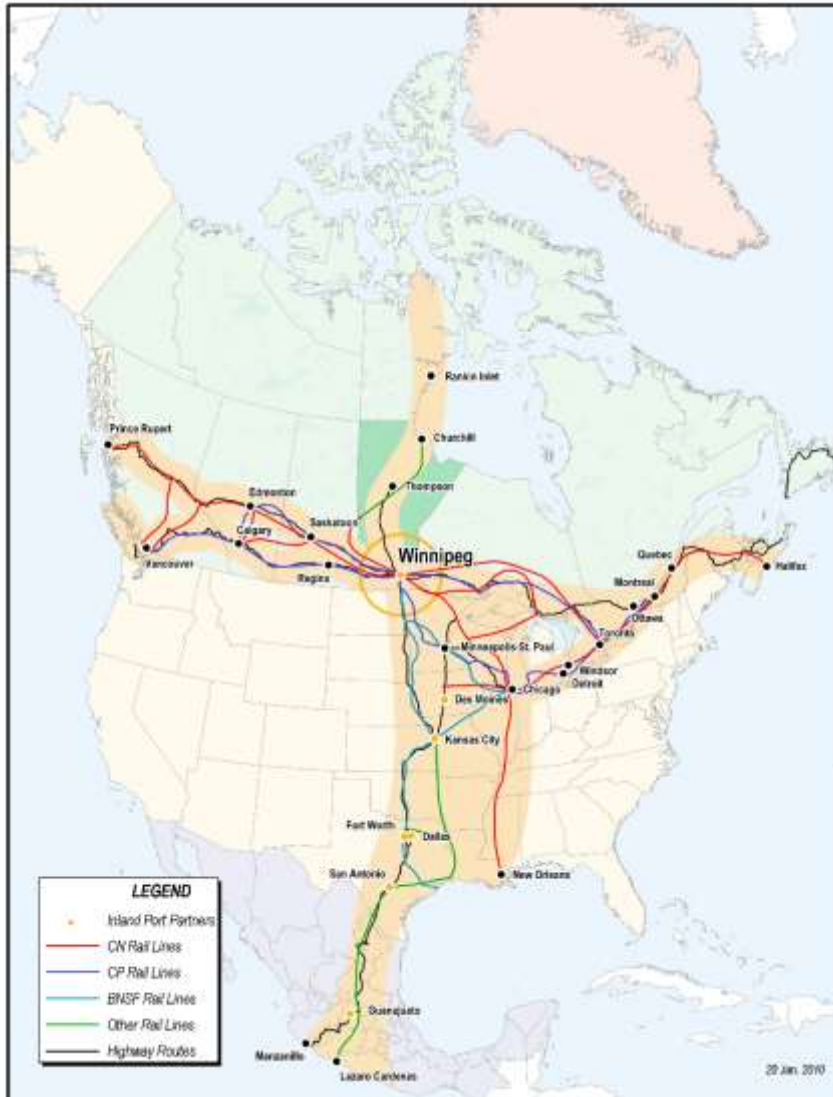 Rankin Inlet
Churchill
Prince Rupert
Thompson
Edmonton
Saskatoon
Calgary
Winnipeg
Quebec
Vancouver
Regina
Halifax
Montreal
Ottawa
Toronto
Minneapolis-St. Paul
Windsor
Detroit
Chicago
Des Moines
Kansas City
Fort Worth
Dallas
San Antonio
New Orleans
LEGEND
Inland Port Partners
CN Rail Lines
CP Rail Lines
BNSF Rail Lines
Other Rail Lines
Highway Routes
Guanajuato
Manzanillo
Lazaro Cardenas
20 Jan. 2010